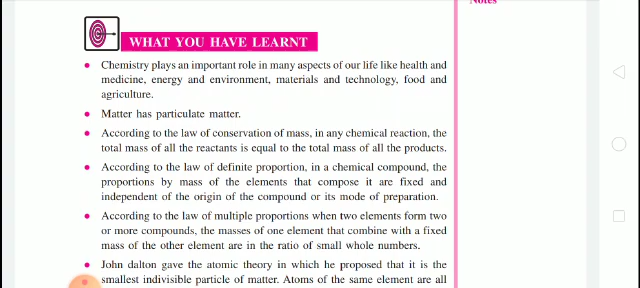 Notes
WHAT YOU HAVE LEARNT
Chemistry plays an important role in many aspects of our life like health and
medicine, energy and environment, materials and technology, food and
agriculture.
Matter has particulate matter.
According to the law of conservation of mass, in any chemical reaction, the
total mass of all the reactants is equal to the total mass of all the products.
According to the law of definite proportion, in a chemical compound, the
proportions by mass of the elements that compose it are fixed and
independent of the origin of the compound or its mode of preparation.
According to the law of multiple proportions when two elements form two
or more compounds, the masses of one element that combine with a fixed
mass of the other element are in the ratio of small whole numbers.
John dalton gave the atomic theory in which he proposed that it is the
smallest indivisible particle of matter. Atoms of the same element are all